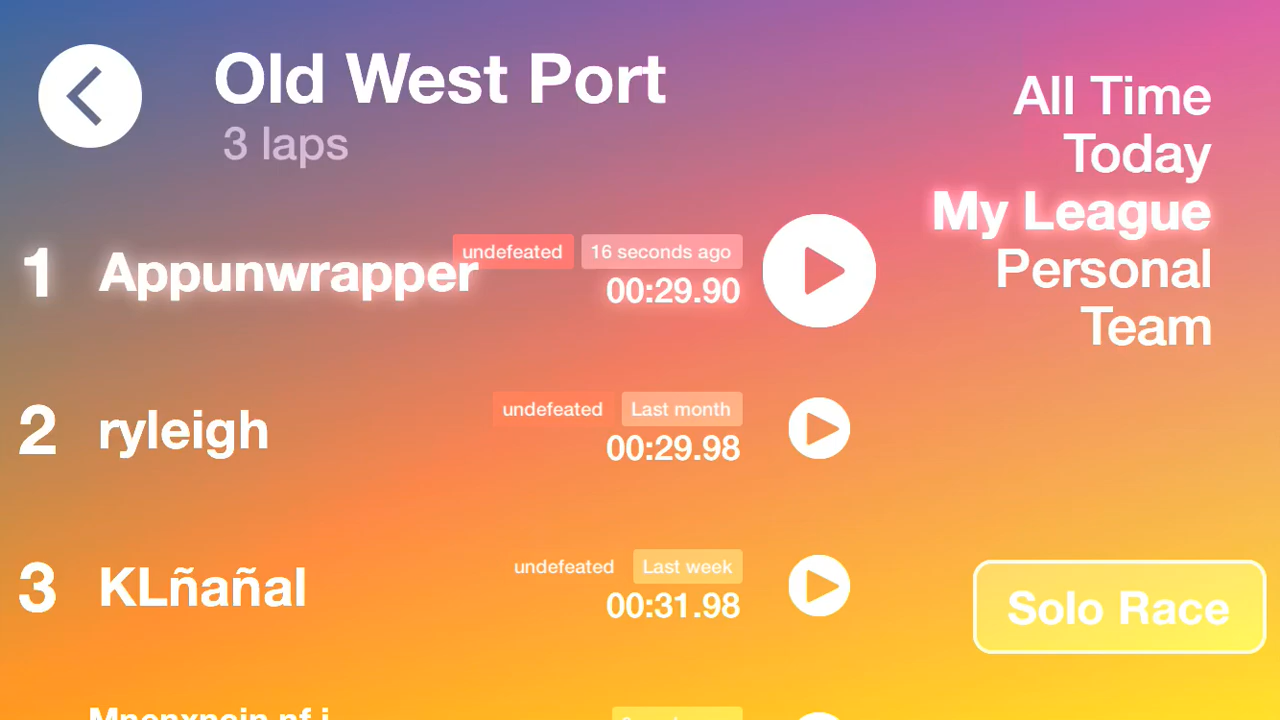 Old West Port
3 laps
All Time
Today
My League
Personal
Team
1 Appunwrapper undefeated 16 seconds ago
00:29.90
2 ryleigh undefeated Last month
00:29.98
3 KLñañal undefeated Last week
00:31.98
Solo Race